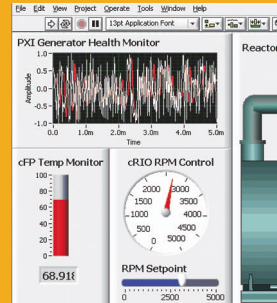 File Edit View Project Operate Tools Window Help
13pt Application Font
PXI Generator Health Monitor
Reactor
Amplitude
1.0
0.5
0.0
-0.5
-1.0
0.0 1.0m 2.0m 3.0m 4.0m 5.0m
Time
cFP Temp Monitor
cRIO RPM Control
100
80
60
40
20
0
2000 3000
1500 3500
1000 4000
500 4500
0 5000
68.918
RPM Setpoint
0 2500 5000